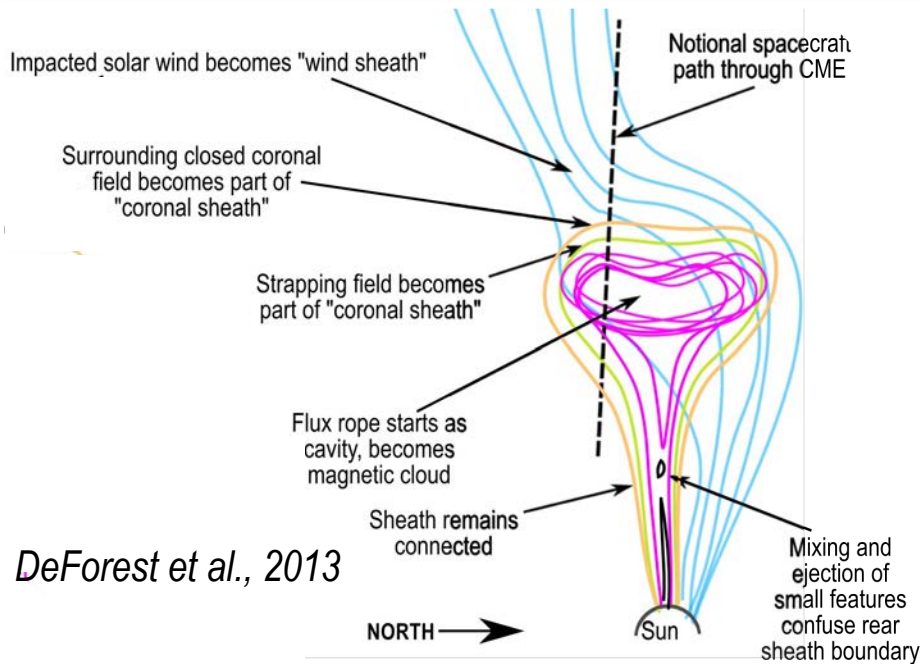 Notional spacecraft
path through CME
Impacted solar wind becomes "wind sheath"
Surrounding closed coronal
field becomes part of
"coronal sheath"
Strapping field becomes
part of "coronal sheath"
Flux rope starts as
cavity, becomes
magnetic cloud
Sheath remains
connected
DeForest et al., 2013
Mixing and
ejection of
small features
confuse rear
sheath boundary
NORTH
Sun